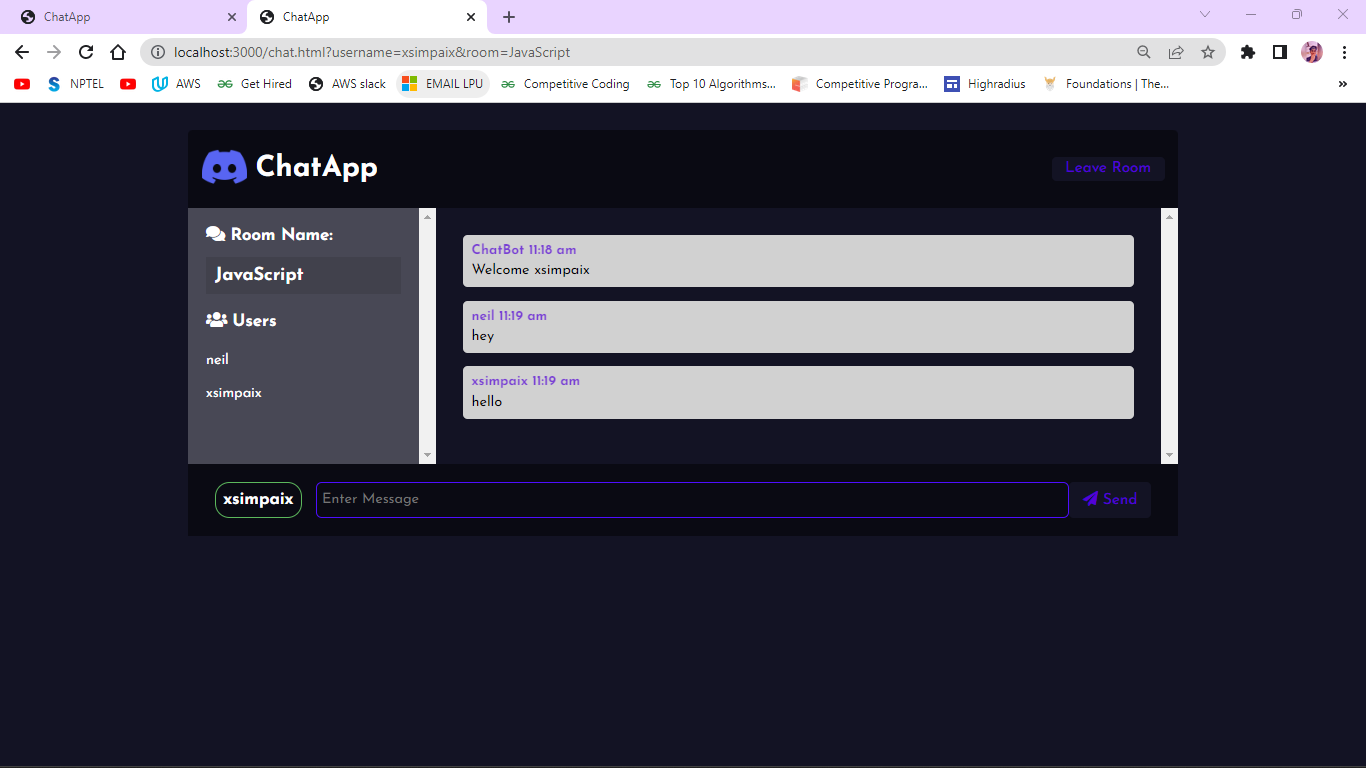 ChatApp
ChatApp
localhost:3000/chat.html?username=xsimpaix&room=JavaScript
NPTEL
AWS
Get Hired
AWS slack
EMAIL LPU
Competitive Coding
Top 10 Algorithms...
Competitive Progra...
Highradius
Foundations | The...
»
ChatApp
Leave Room
Room Name:
JavaScript
Users
neil
xsimpaix
ChatBot 11:18 am
Welcome xsimpaix
neil 11:19 am
hey
xsimpaix 11:19 am
hello
xsimpaix
Enter Message
Send